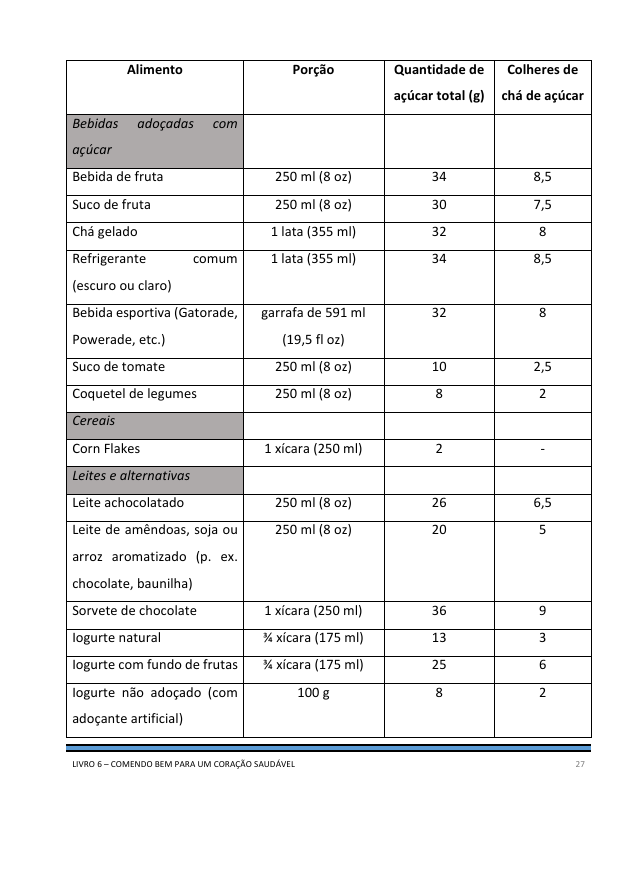 Alimento Porção Quantidade de Colheres de
açúcar total (g) chá de açúcar
Bebidas adoçadas com
açúcar
Bebida de fruta 250 ml (8 oz) 34 8,5
Suco de fruta 250 ml (8 oz) 30 7,5
Chá gelado 1 lata (355 ml) 32 8
Refrigerante comum 1 lata (355 ml) 34 8,5
(escuro ou claro)
Bebida esportiva (Gatorade, garrafa de 591 ml 32 8
Powerade, etc.) (19,5 fl oz)
Suco de tomate 250 ml (8 oz) 10 2,5
Coquetel de legumes 250 ml (8 oz) 8 2
Cereais
Corn Flakes 1 xícara (250 ml) 2 -
Leites e alternativas
Leite achocolatado 250 ml (8 oz) 26 6,5
Leite de amêndoas, soja ou 250 ml (8 oz) 20 5
arroz aromatizado (p. ex.
chocolate, baunilha)
Sorvete de chocolate 1 xícara (250 ml) 36 9
Iogurte natural ¾ xícara (175 ml) 13 3
Iogurte com fundo de frutas ¾ xícara (175 ml) 25 6
Iogurte não adoçado (com 100 g 8 2
adoçante artificial)
LIVRO 6 – COMENDO BEM PARA UM CORAÇÃO SAUDÁVEL 27